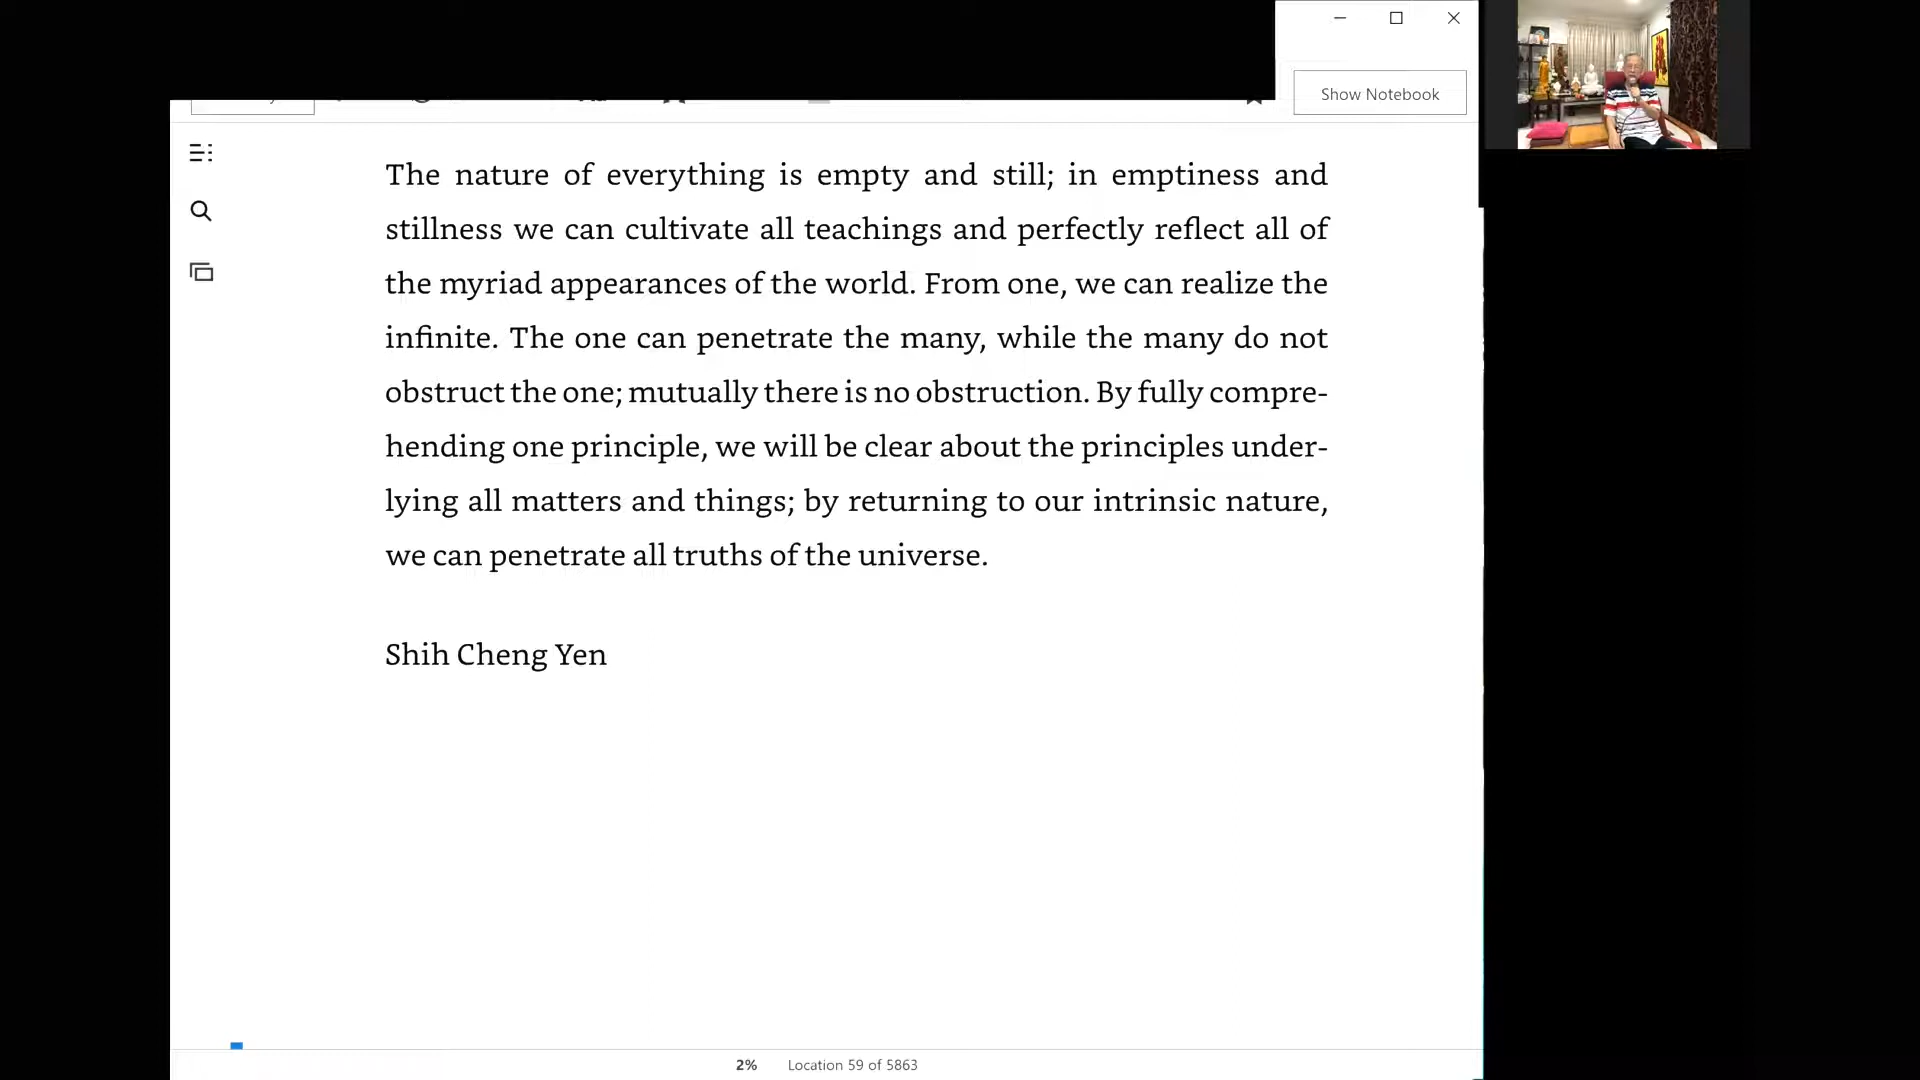 Show Notebook
The nature of everything is empty and still; in emptiness and
stillness we can cultivate all teachings and perfectly reflect all of
the myriad appearances of the world. From one, we can realize the
infinite. The one can penetrate the many, while the many do not
obstruct the one; mutually there is no obstruction. By fully compre-
hending one principle, we will be clear about the principles under-
lying all matters and things; by returning to our intrinsic nature,
we can penetrate all truths of the universe.
Shih Cheng Yen
2% Location 59 of 5863